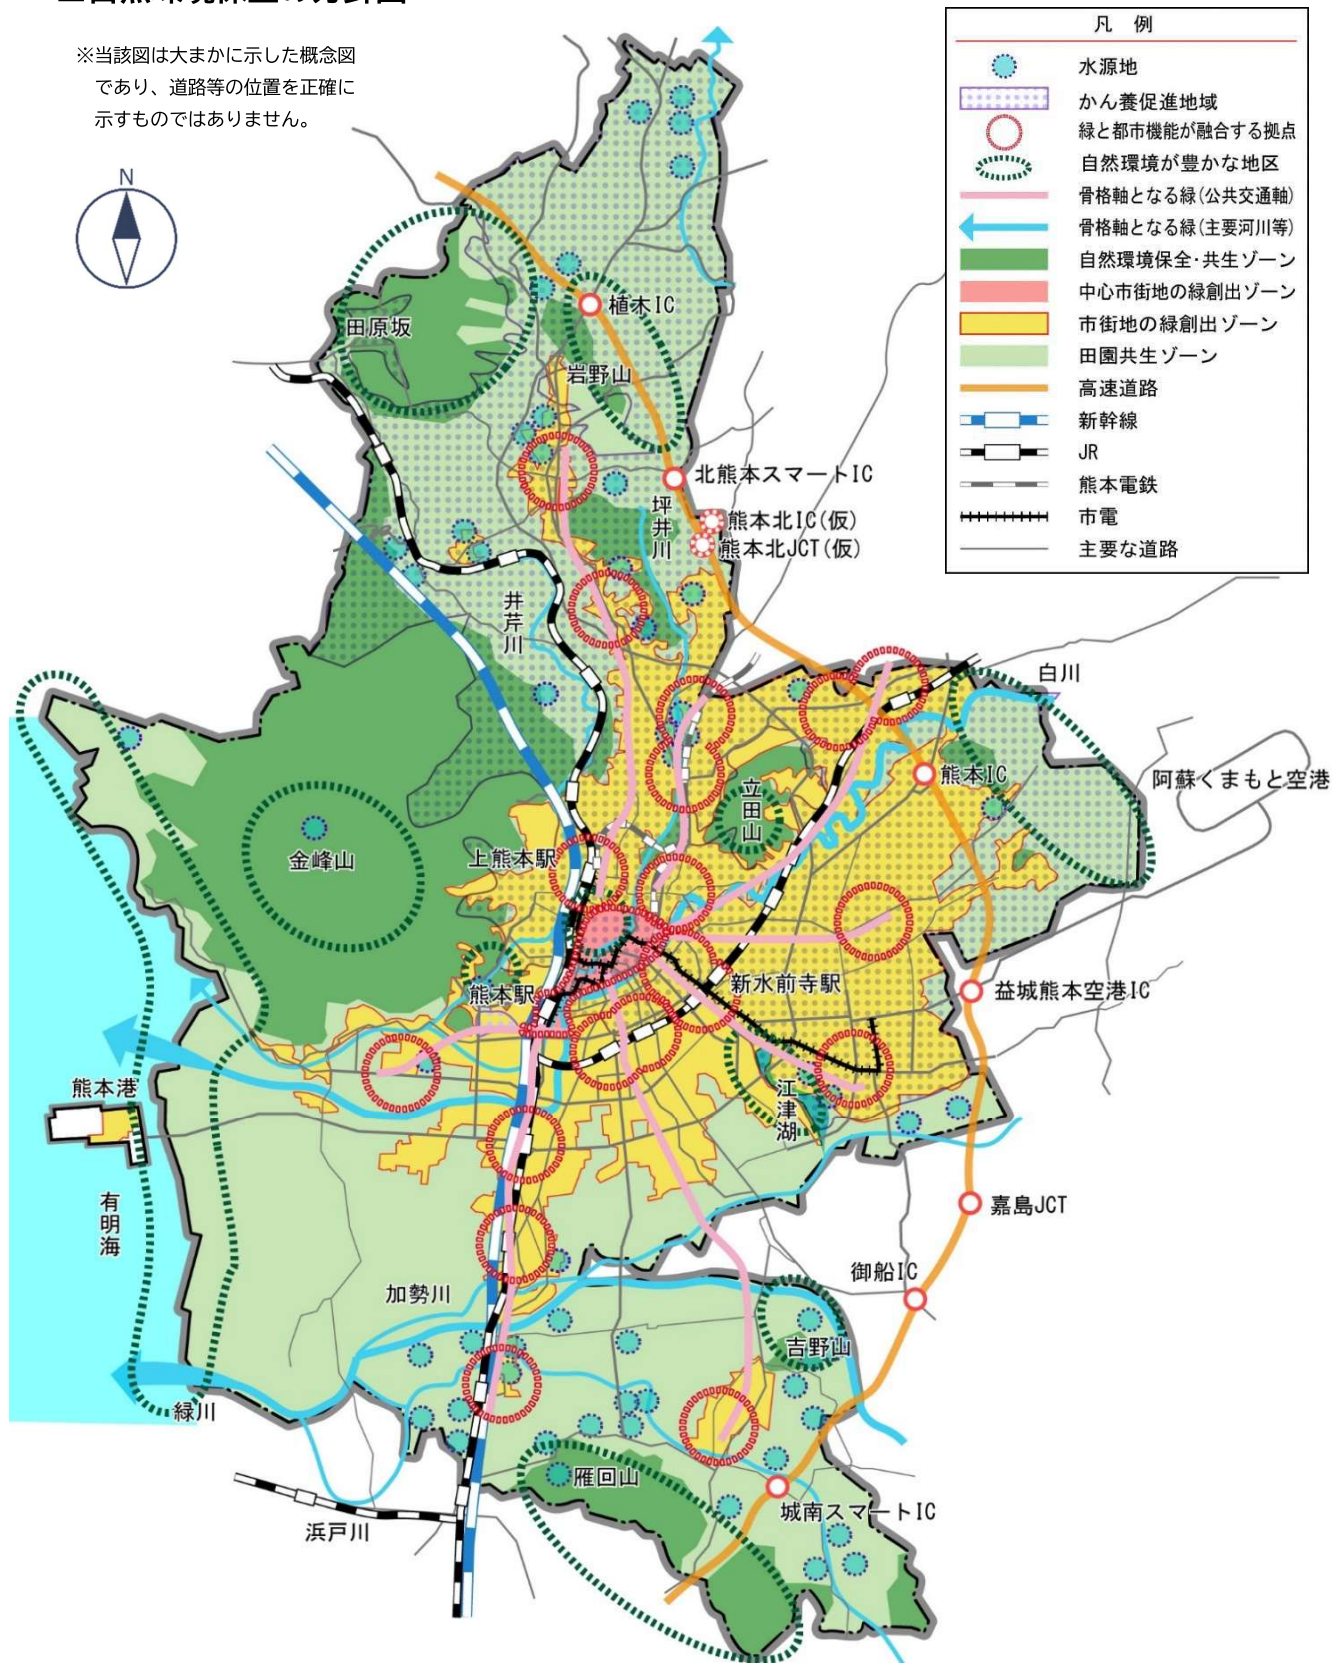 ※当該図は大まかに示した概念図
であり、道路等の位置を正確に
示すものではありません。
N
凡 例
水源地
かん養促進地域
緑と都市機能が融合する拠点
自然環境が豊かな地区
骨格軸となる緑(公共交通軸)
骨格軸となる緑(主要河川等)
自然環境保全・共生ゾーン
中心市街地の緑創出ゾーン
市街地の緑創出ゾーン
田園共生ゾーン
高速道路
新幹線
JR
熊本電鉄
市電
主要な道路
植木IC
田原坂
岩野山
北熊本スマートIC
坪井川
熊本北IC(仮)
熊本北JCT(仮)
井芹川
白川
熊本IC
阿蘇くまもと空港
立田山
金峰山
上熊本駅
熊本駅
新水前寺駅
益城熊本空港IC
熊本港
江津湖
有明海
嘉島JCT
御船IC
加勢川
吉野山
緑川
雁回山
城南スマートIC
浜戸川